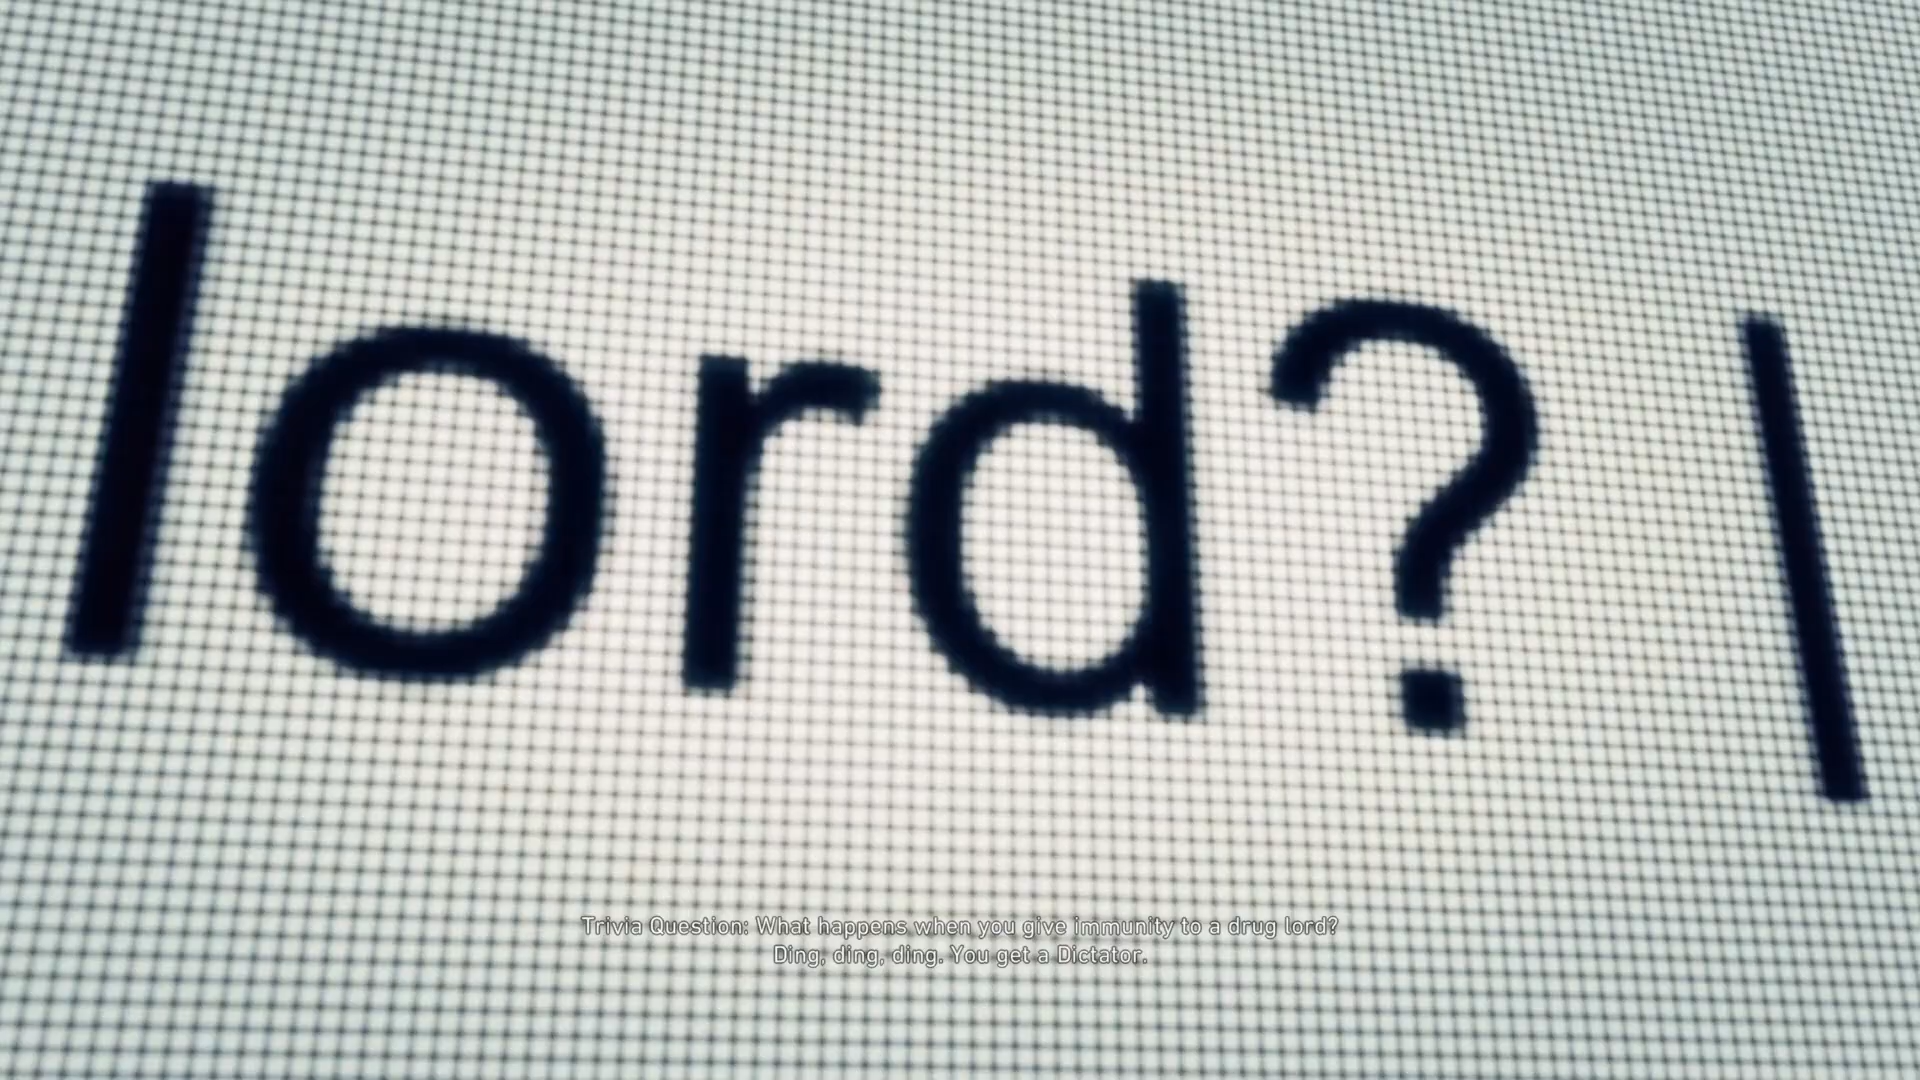 lord? |
Trivia Question: What happens when you give immunity to a drug lord?
Ding, ding, ding. You get a Dictator.